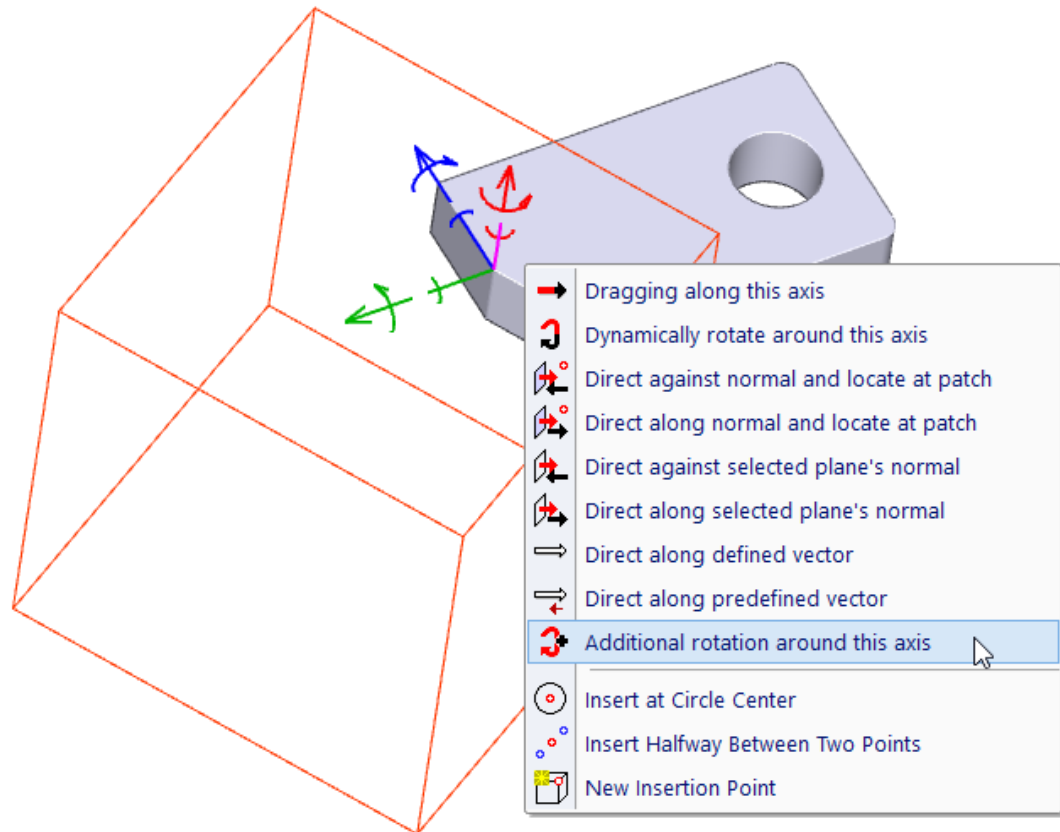 Dragging along this axis
Dynamically rotate around this axis
Direct against normal and locate at patch
Direct along normal and locate at patch
Direct against selected plane's normal
Direct along selected plane's normal
Direct along defined vector
Direct along predefined vector
Additional rotation around this axis
Insert at Circle Center
Insert Halfway Between Two Points
New Insertion Point